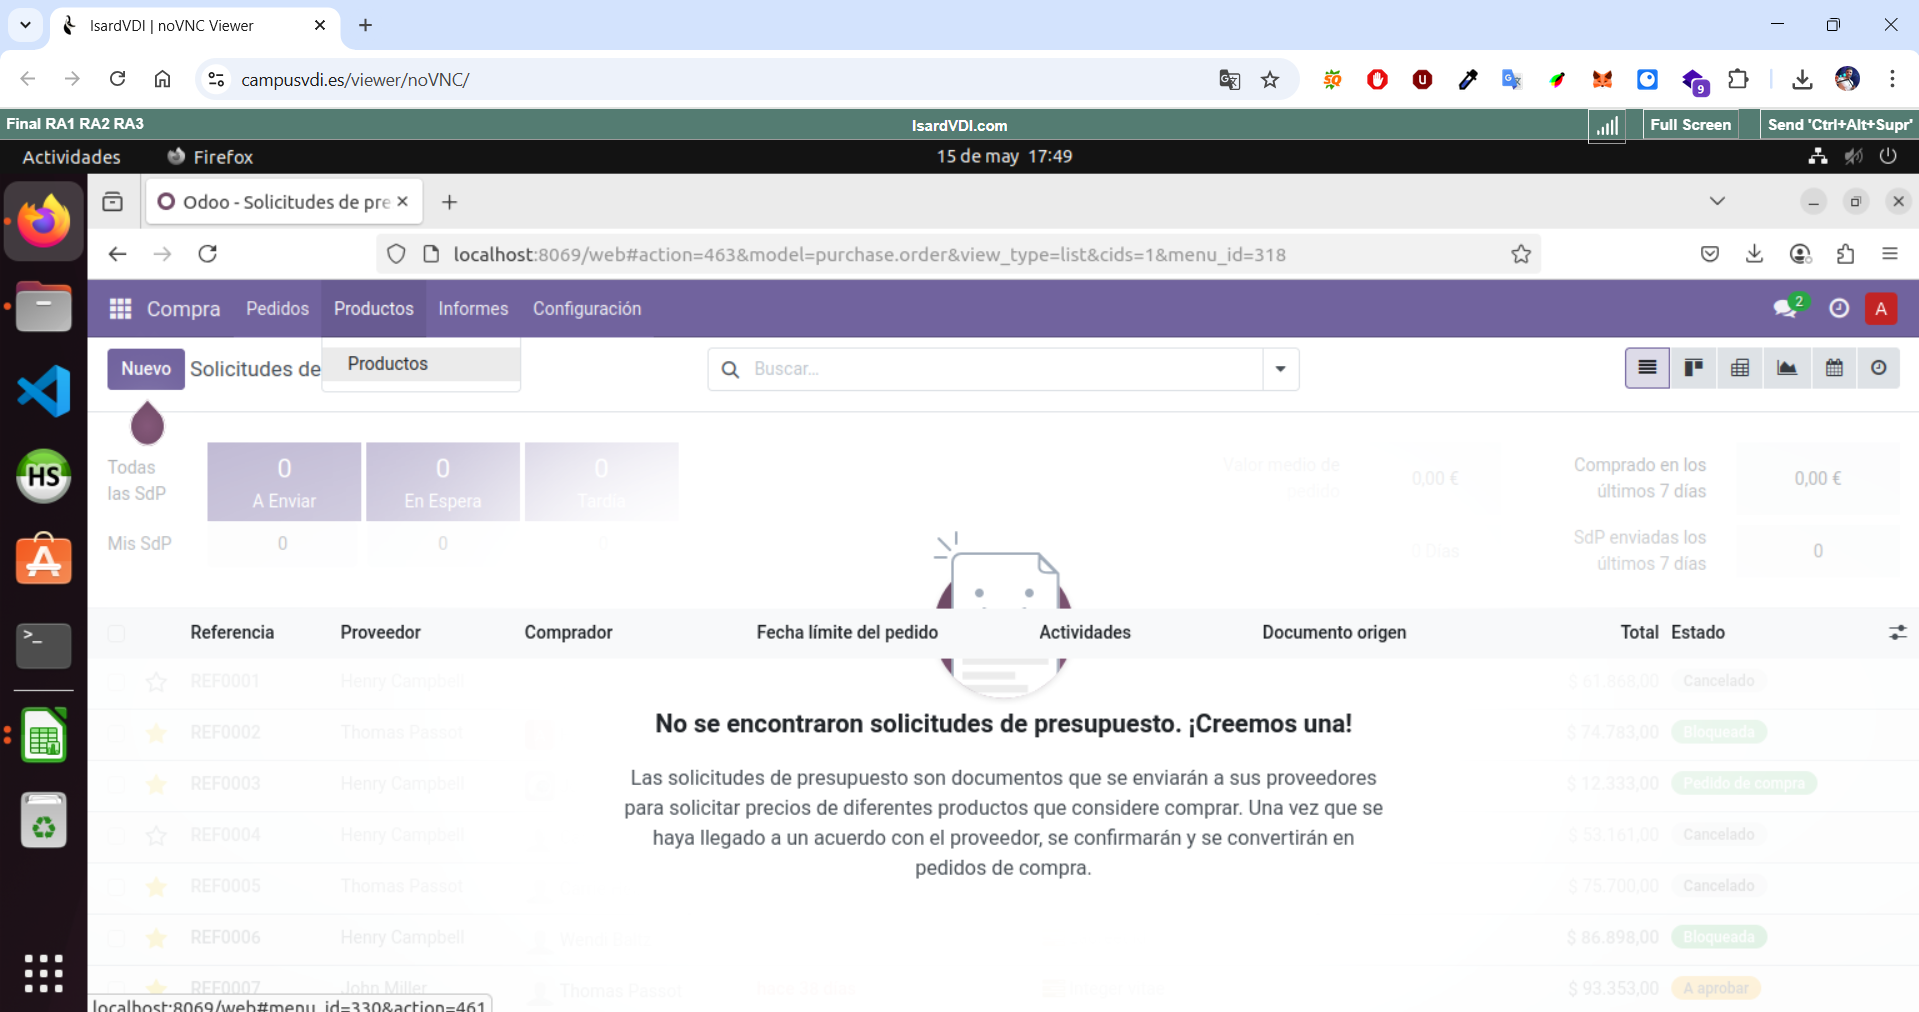 IsardVDI | noVNC Viewer
campusvdi.es/viewer/noVNC/
9
Final RA1 RA2 RA3
IsardVDI.com
Full Screen
Send 'Ctrl+Alt+Supr'
Actividades
Firefox
15 de may 17:49
Odoo - Solicitudes de pre
localhost:8069/web#action=463&model=purchase.order&view_type=list&cids=1&menu_id=318
Compra
Pedidos
Productos
Informes
Configuración
2
A
Nuevo
Solicitudes de
Productos
Buscar...
HS
Todas las SdP
0
A Enviar
0
En Espera
0
Tardía
Valor medio de pedido
0,00 €
Comprado en los últimos 7 días
0,00 €
Mis SdP
0
0
0
0 Días
SdP enviadas los últimos 7 días
0
Referencia
Proveedor
Comprador
Fecha límite del pedido
Actividades
Documento origen
Total
Estado
REF0001 Henry Campbell $ 61.868,00 Cancelado
REF0002 Thomas Passot $ 74.783,00 Bloqueada
REF0003 Henry Campbell $ 12.333,00 Pedido de compra
REF0004 Henry Campbell $ 53.161,00 Cancelado
REF0005 Thomas Passot $ 75.700,00 Cancelado
REF0006 Henry Campbell $ 86.898,00 Bloqueada
REF0007 John Miller Thomas Passot $ 93.353,00 A aprobar
No se encontraron solicitudes de presupuesto. ¡Creemos una!
Las solicitudes de presupuesto son documentos que se enviarán a sus proveedores
para solicitar precios de diferentes productos que considere comprar. Una vez que se
haya llegado a un acuerdo con el proveedor, se confirmarán y se convertirán en
pedidos de compra.
localhost:8069/web#menu_id=330&action=461